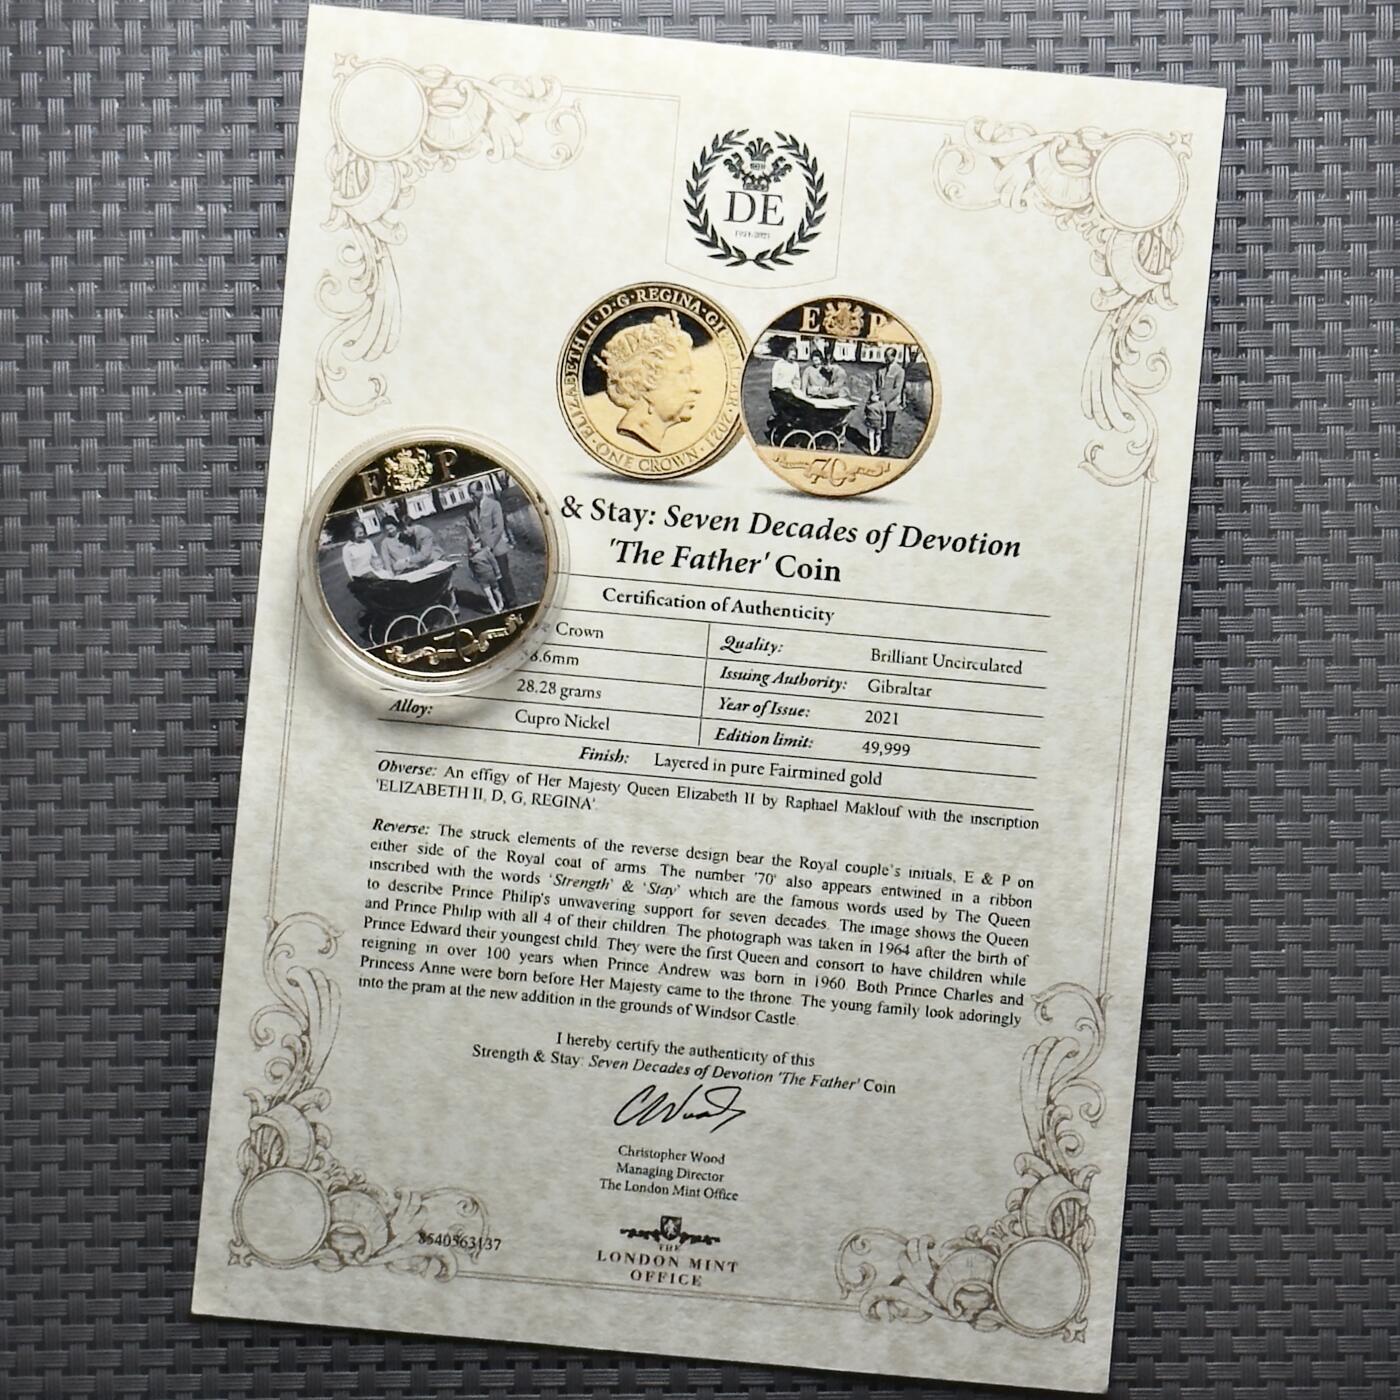 DE
1921-2021
ELIZABETH II · D · G · REGINA · GI
2021
· ONE CROWN ·
E P
70
E P
70
& Stay: Seven Decades of Devotion
'The Father' Coin
Certification of Authenticity
Crown
Quality: Brilliant Uncirculated
8.6mm
Issuing Authority: Gibraltar
28.28 grams
Year of Issue: 2021
Alloy: Cupro Nickel
Edition limit: 49,999
Finish: Layered in pure Fairmined gold
Obverse: An effigy of Her Majesty Queen Elizabeth II by Raphael Maklouf with the inscription
'ELIZABETH II, D, G, REGINA'.
Reverse: The struck elements of the reverse design bear the Royal couple's initials, E & P on
either side of the Royal coat of arms. The number '70' also appears entwined in a ribbon
inscribed with the words 'Strength' & 'Stay' which are the famous words used by The Queen
to describe Prince Philip's unwavering support for seven decades. The image shows the Queen
and Prince Philip with all 4 of their children. The photograph was taken in 1964 after the birth of
Prince Edward their youngest child. They were the first Queen and consort to have children while
reigning in over 100 years when Prince Andrew was born in 1960. Both Prince Charles and
Princess Anne were born before Her Majesty came to the throne. The young family look adoringly
into the pram at the new addition in the grounds of Windsor Castle.
I hereby certify the authenticity of this
Strength & Stay: Seven Decades of Devotion 'The Father' Coin
CWood
Christopher Wood
Managing Director
The London Mint Office
8540563137
THE
LONDON MINT
OFFICE